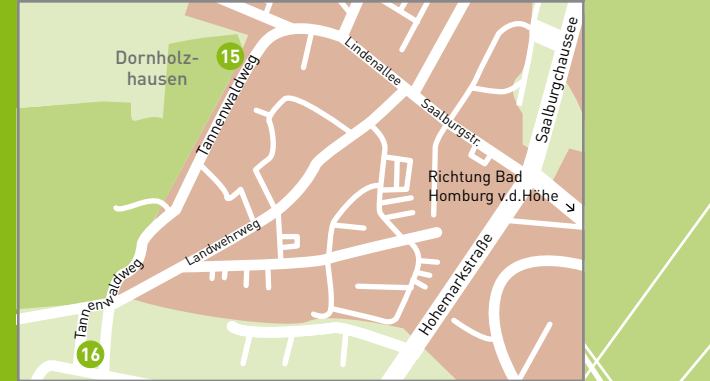 Dornholz-
hausen
15
Tannenwaldweg
Lindenallee
Saalburgstr.
Saalburgchaussee
Richtung Bad
Homburg v.d.Höhe
Landwehrweg
Hohemarkstraße
Tannenwaldweg
16